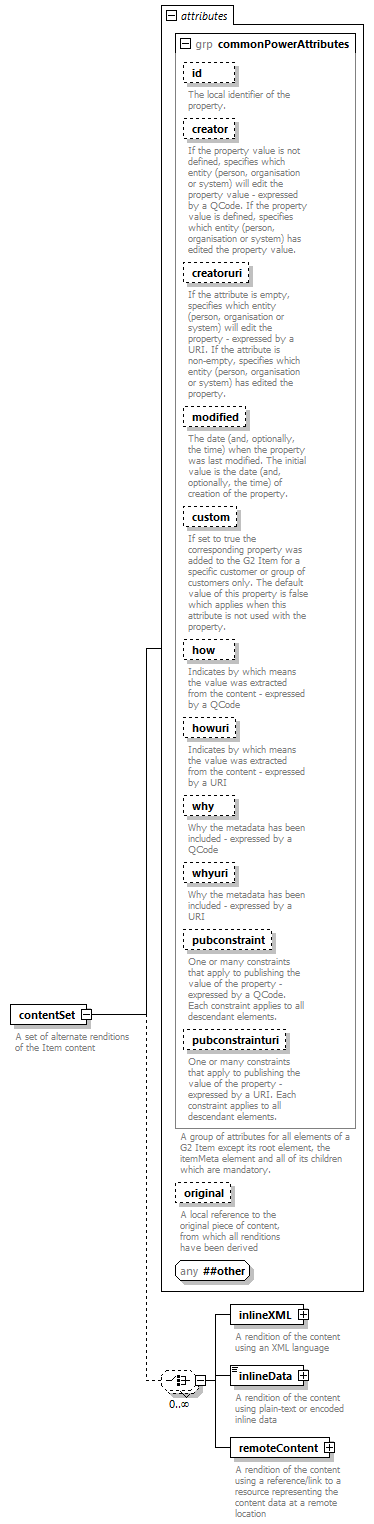 attributes
grp commonPowerAttributes
id
The local identifier of the
property.
creator
If the property value is not
defined, specifies which
entity (person, organisation
or system) will edit the
property value - expressed
by a QCode. If the property
value is defined, specifies
which entity (person,
organisation or system) has
edited the property value.
creatoruri
If the attribute is empty,
specifies which entity
(person, organisation or
system) will edit the
property - expressed by a
URI. If the attribute is
non-empty, specifies which
entity (person, organisation
or system) has edited the
property.
modified
The date (and, optionally,
the time) when the property
was last modified. The initial
value is the date (and,
optionally, the time) of
creation of the property.
custom
If set to true the
corresponding property was
added to the G2 Item for a
specific customer or group of
customers only. The default
value of this property is false
which applies when this
attribute is not used with the
property.
how
Indicates by which means
the value was extracted
from the content - expressed
by a QCode
howuri
Indicates by which means
the value was extracted
from the content - expressed
by a URI
why
Why the metadata has been
included - expressed by a
QCode
whyuri
Why the metadata has been
included - expressed by a
URI
pubconstraint
One or many constraints
that apply to publishing the
value of the property -
expressed by a QCode.
Each constraint applies to all
descendant elements.
pubconstrainturi
One or many constraints
that apply to publishing the
value of the property -
expressed by a URI. Each
constraint applies to all
descendant elements.
A group of attributes for all elements of a
G2 Item except its root element, the
itemMeta element and all of its children
which are mandatory.
original
A local reference to the
original piece of content,
from which all renditions
have been derived
any ##other
contentSet
A set of alternate renditions
of the Item content
0..∞
inlineXML
A rendition of the content
using an XML language
inlineData
A rendition of the content
using plain-text or encoded
inline data
remoteContent
A rendition of the content
using a reference/link to a
resource representing the
content data at a remote
location